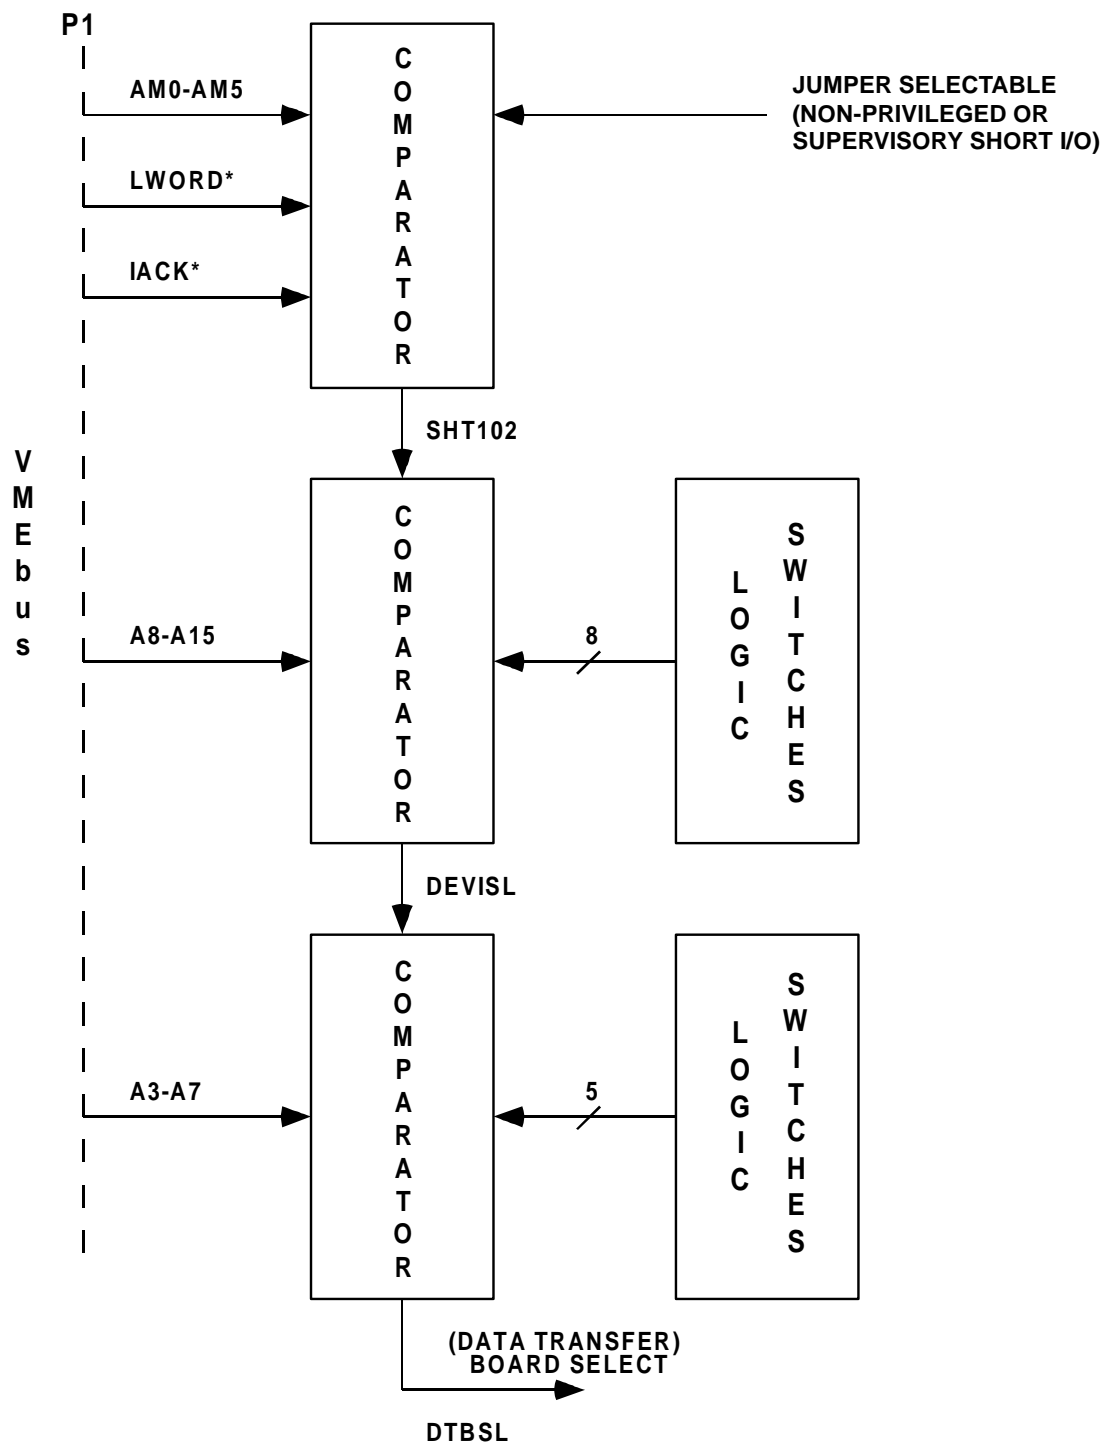 P1
AM0-AM5
LWORD*
IACK*
COMPARATOR
JUMPER SELECTABLE
(NON-PRIVILEGED OR
SUPERVISORY SHORT I/O)
SHT102
VMEbus
A8-A15
COMPARATOR
8
LOGIC
SWITCHES
DEVISL
A3-A7
COMPARATOR
5
LOGIC
SWITCHES
(DATA TRANSFER)
BOARD SELECT
DTBSL